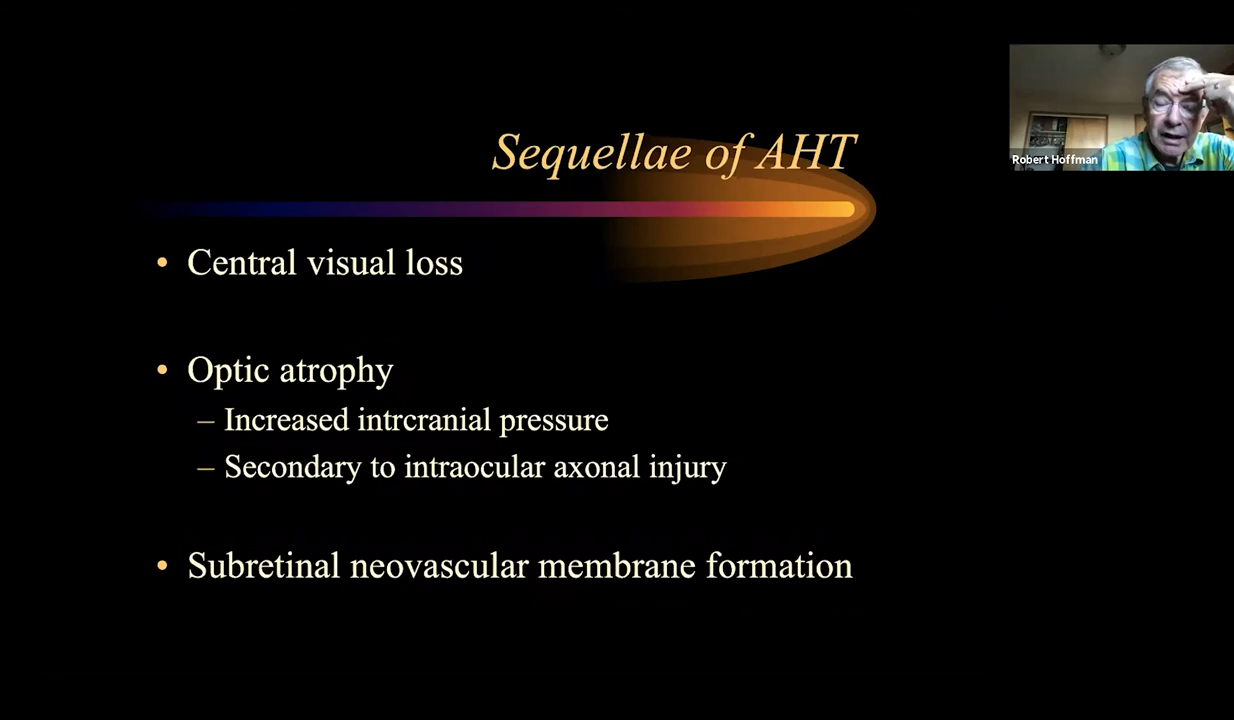 Sequellae of AHT
Robert Hoffman
• Central visual loss
• Optic atrophy
– Increased intrcranial pressure
– Secondary to intraocular axonal injury
• Subretinal neovascular membrane formation